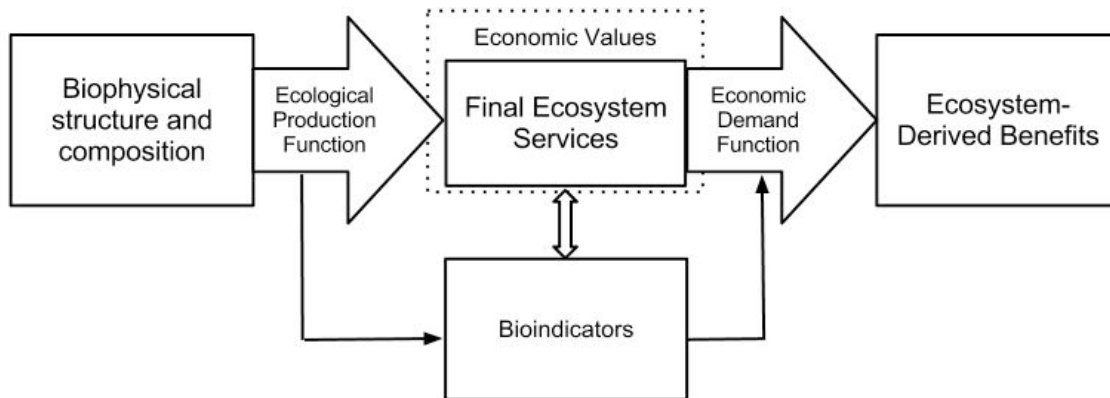 Biophysical
structure and
composition
Ecological
Production
Function
Economic Values
Final Ecosystem
Services
Economic
Demand
Function
Ecosystem-
Derived Benefits
Bioindicators